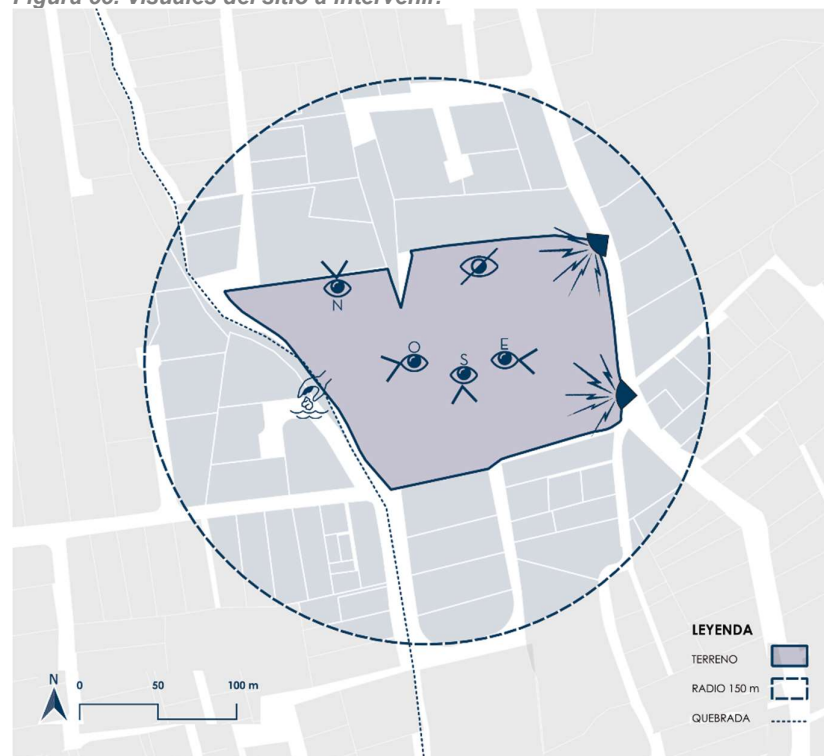 Figura 68. Visuales del sitio a intervenir.
N
O
S
E
LEYENDA
TERRENO
RADIO 150 m
QUEBRADA
N
0 50 100 m